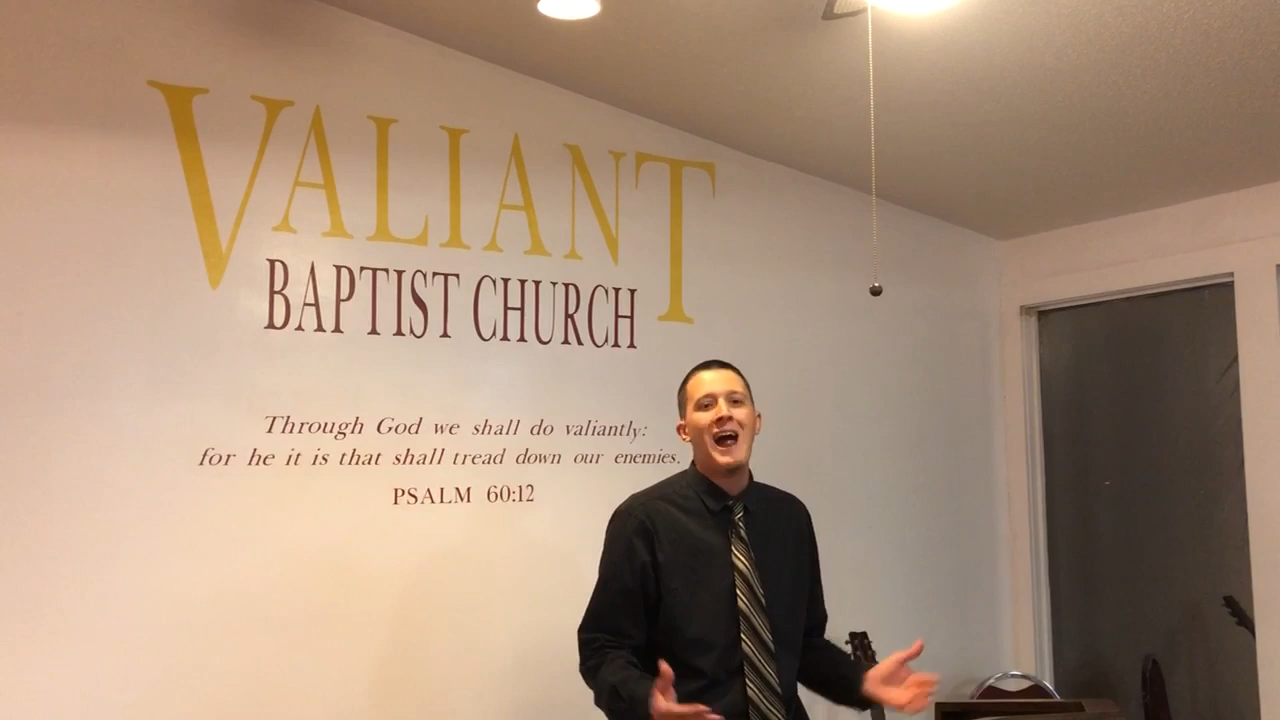 VALIANT
BAPTIST CHURCH
Through God we shall do valiantly:
for he it is that shall tread down our enemies.
PSALM 60:12